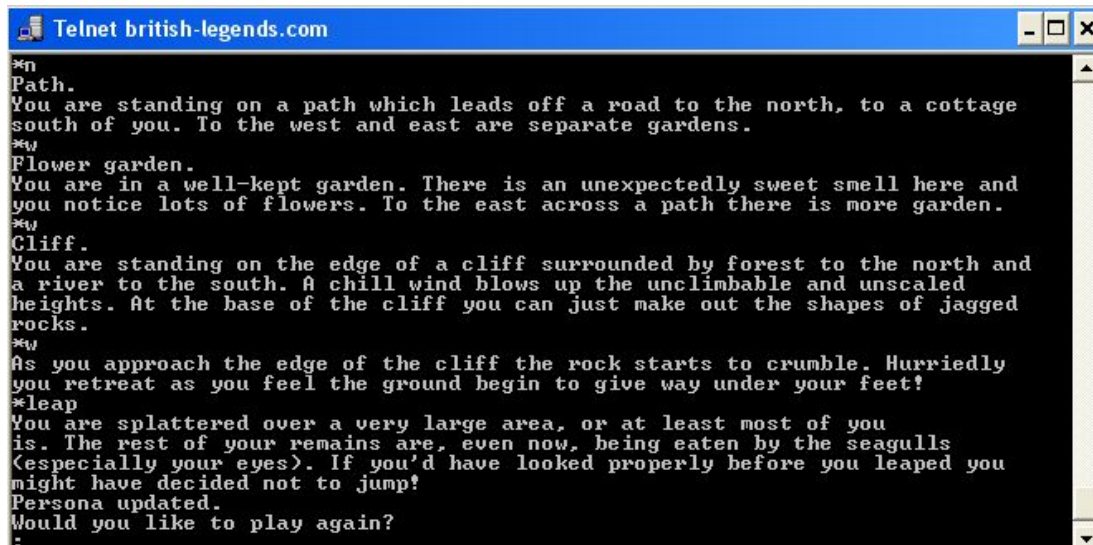 Telnet british-legends.com
*n
Path.
You are standing on a path which leads off a road to the north, to a cottage
south of you. To the west and east are separate gardens.
*w
Flower garden.
You are in a well-kept garden. There is an unexpectedly sweet smell here and
you notice lots of flowers. To the east across a path there is more garden.
*w
Cliff.
You are standing on the edge of a cliff surrounded by forest to the north and
a river to the south. A chill wind blows up the unclimbable and unscaled
heights. At the base of the cliff you can just make out the shapes of jagged
rocks.
*w
As you approach the edge of the cliff the rock starts to crumble. Hurriedly
you retreat as you feel the ground begin to give way under your feet!
*leap
You are splattered over a very large area, or at least most of you
is. The rest of your remains are, even now, being eaten by the seagulls
(especially your eyes). If you'd have looked properly before you leaped you
might have decided not to jump!
Persona updated.
Would you like to play again?